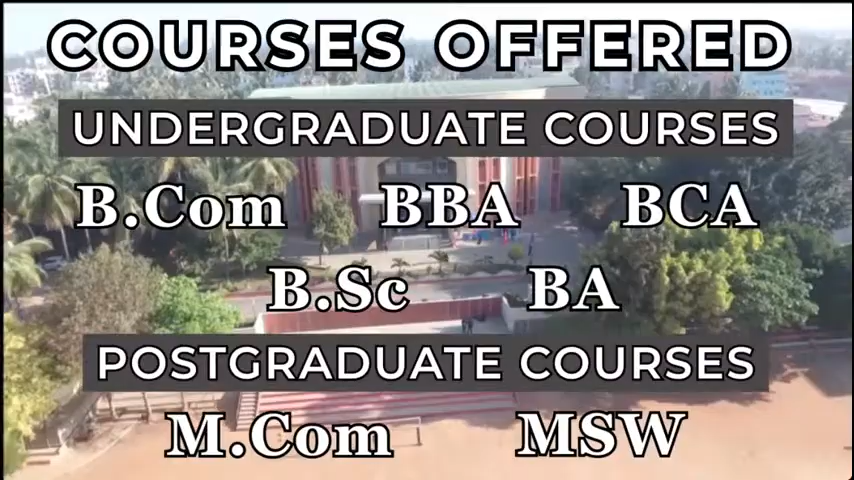 COURSES OFFERED
UNDERGRADUATE COURSES
B.Com BBA BCA
B.Sc BA
POSTGRADUATE COURSES
M.Com MSW